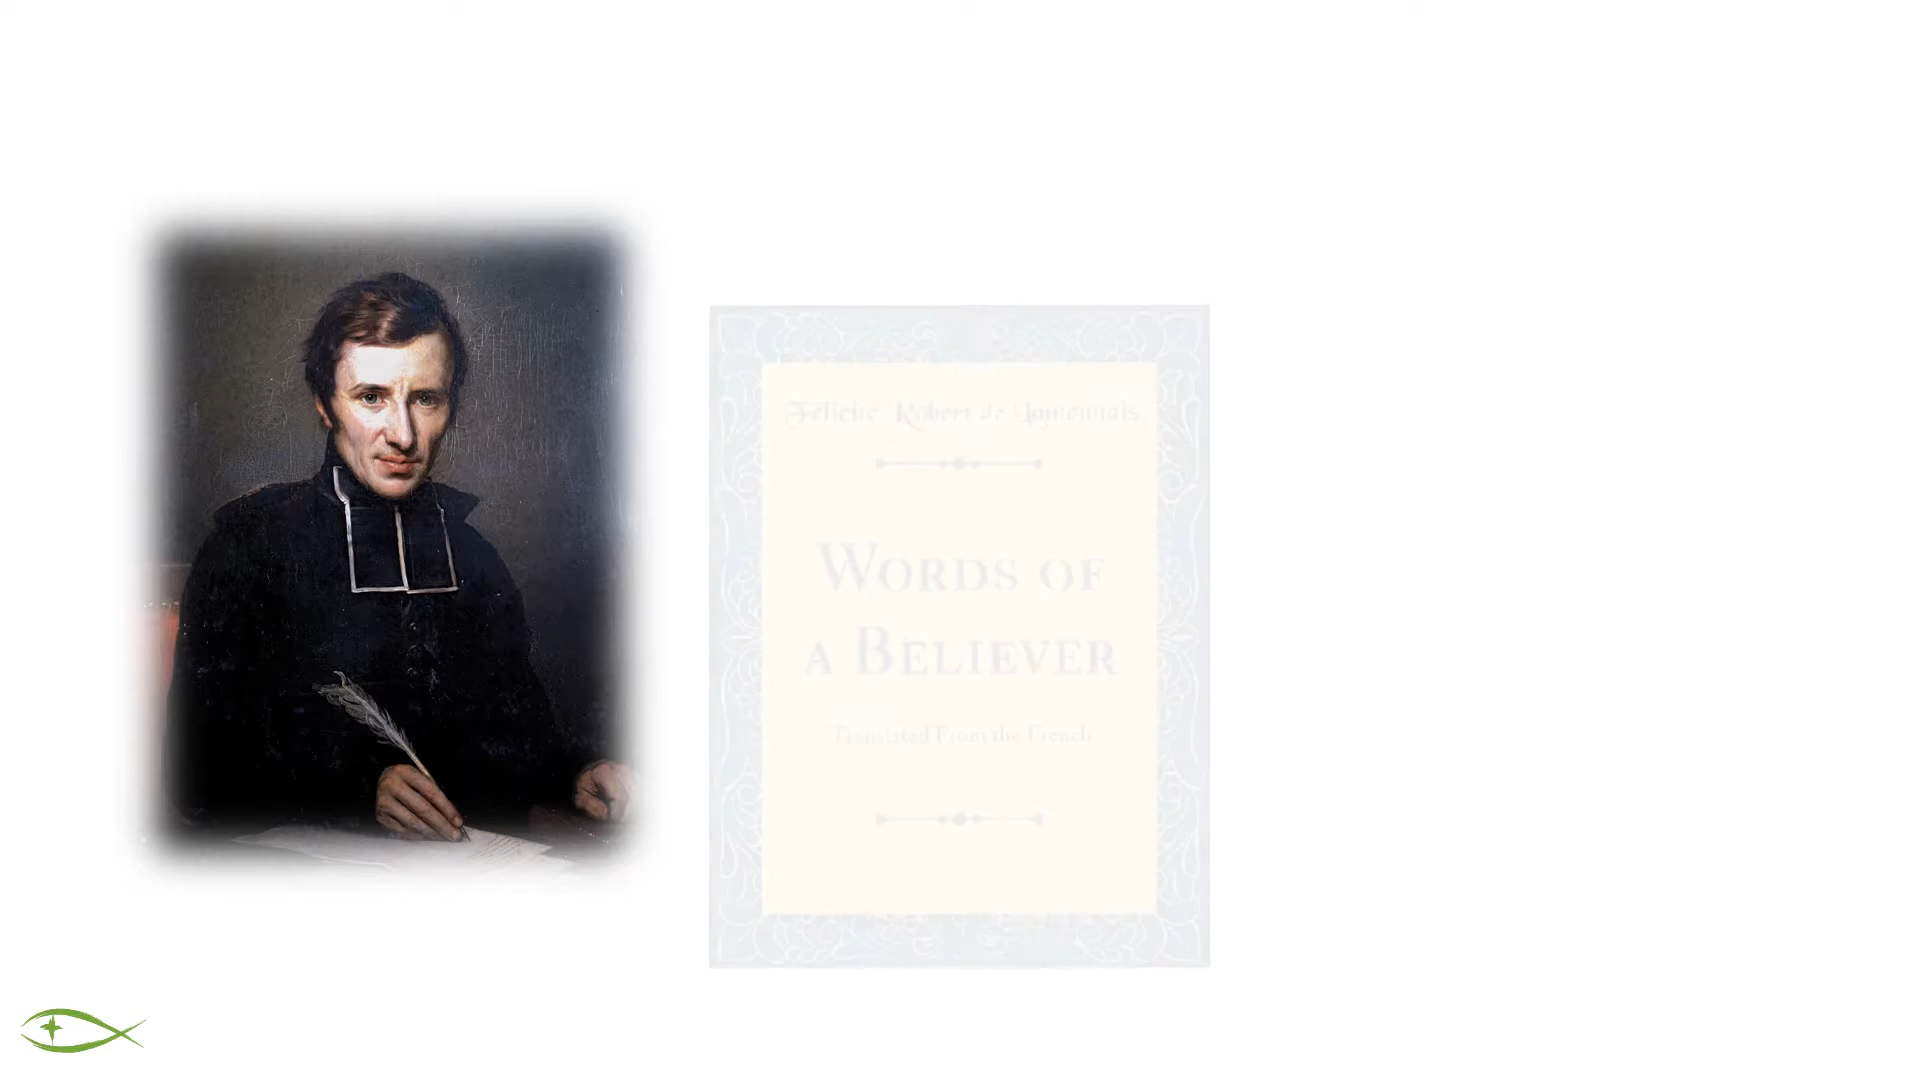 Félicité Robert de Lamennais
WORDS OF
A BELIEVER
Translated From the French